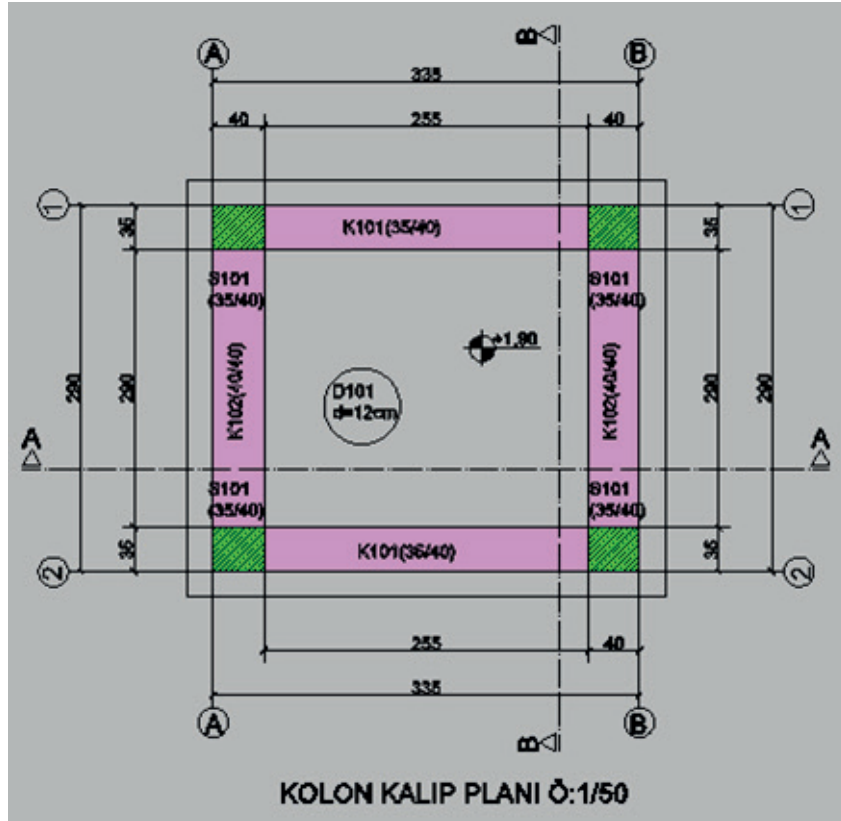 B
A
B
335
40
255
40
1
1
35
K101(35/40)
35
S101
(35/40)
S101
(35/40)
+1,90
290
290
K102(40/40)
D101
d=12cm
K102(40/40)
290
290
A
A
S101
(35/40)
S101
(35/40)
35
K101(35/40)
35
2
2
255
40
335
A
B
B
KOLON KALIP PLANI Ö:1/50